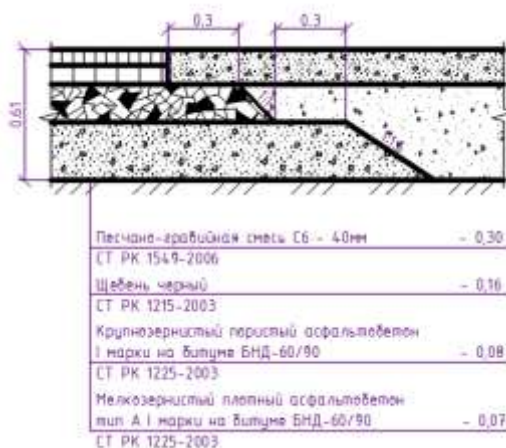 0.3 0.3
0.61
Песчано-гравийная смесь С6 - 40мм - 0,30
СТ РК 1549-2006
Щебень черный - 0,16
СТ РК 1215-2003
Крупнозернистый пористый асфальтобетон
I марки на битуме БНД-60/90 - 0,08
СТ РК 1225-2003
Мелкозернистый плотный асфальтобетон
тип А I марки на битуме БНД-60/90 - 0,07
СТ РК 1225-2003